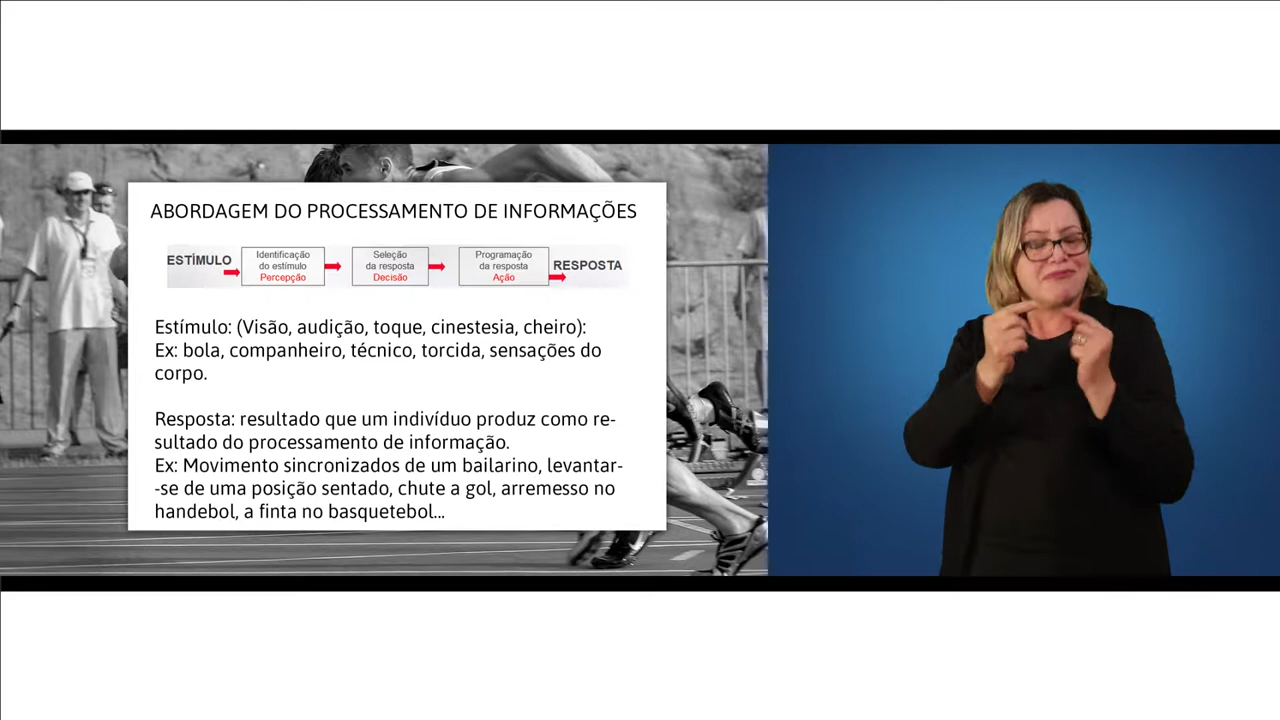 ABORDAGEM DO PROCESSAMENTO DE INFORMAÇÕES
ESTÍMULO
Identificação
do estímulo
Percepção
Seleção
da resposta
Decisão
Programação
da resposta
Ação
RESPOSTA
Estímulo: (Visão, audição, toque, cinestesia, cheiro):
Ex: bola, companheiro, técnico, torcida, sensações do
corpo.
Resposta: resultado que um indivíduo produz como re-
sultado do processamento de informação.
Ex: Movimento sincronizados de um bailarino, levantar-
-se de uma posição sentado, chute a gol, arremesso no
handebol, a finta no basquetebol...